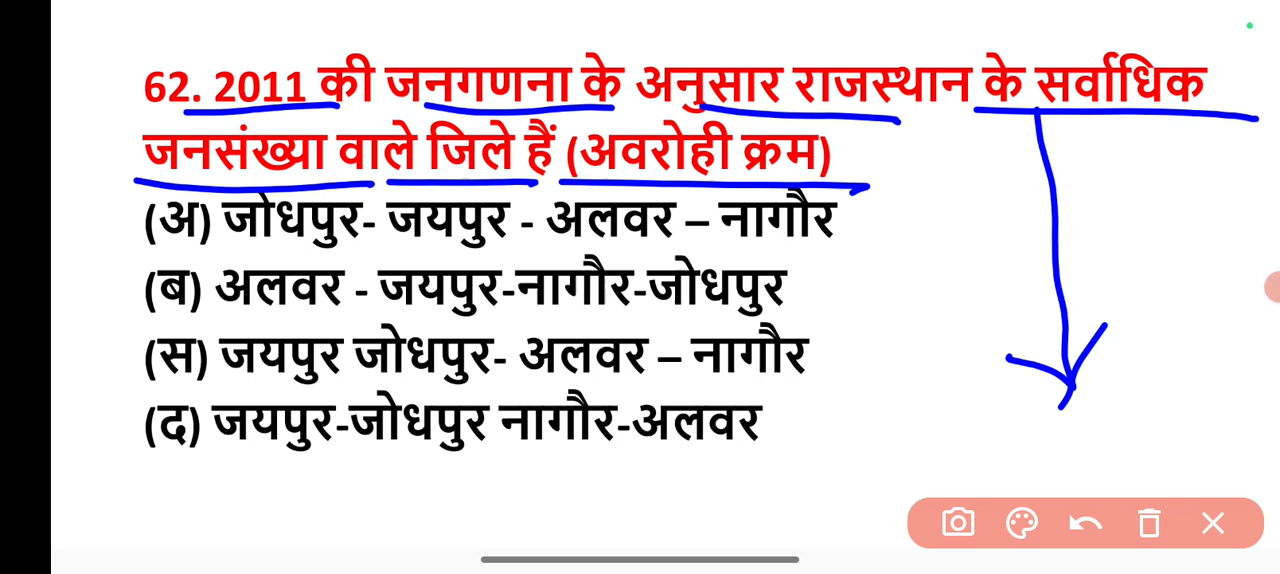 62. 2011 की जनगणना के अनुसार राजस्थान के सर्वाधिक
जनसंख्या वाले जिले हैं (अवरोही क्रम)
(अ) जोधपुर- जयपुर - अलवर – नागौर
(ब) अलवर - जयपुर-नागौर-जोधपुर
(स) जयपुर जोधपुर- अलवर – नागौर
(द) जयपुर-जोधपुर नागौर-अलवर